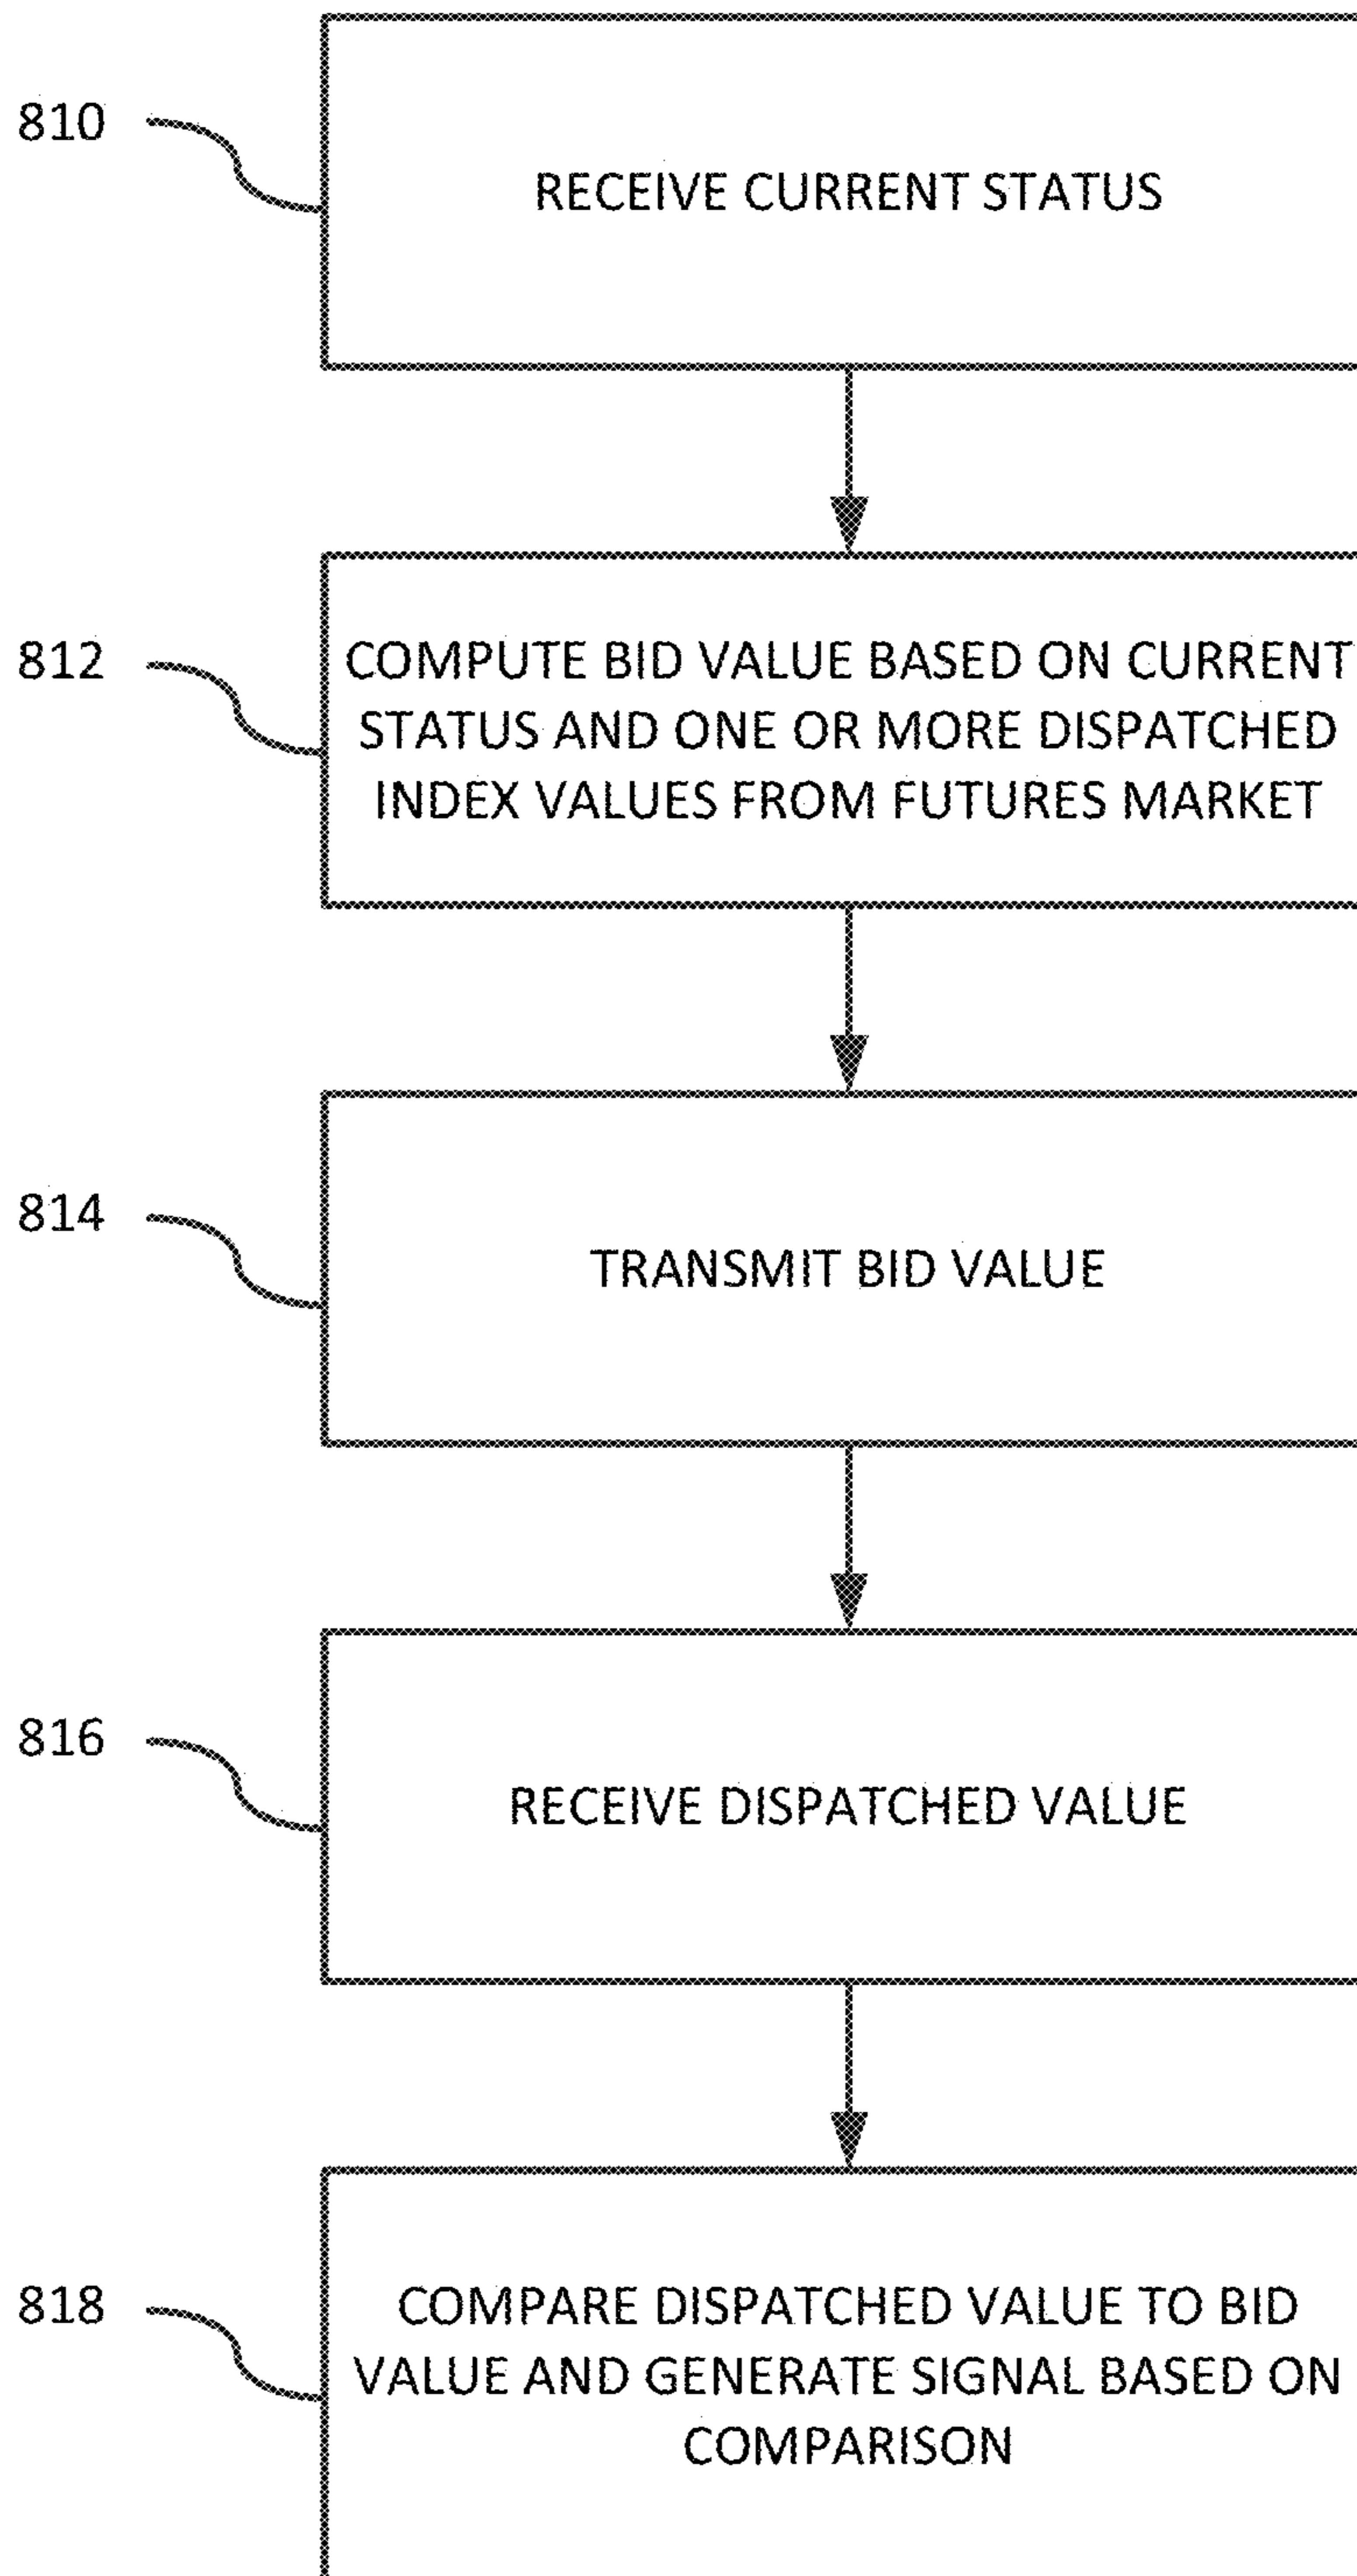 810
RECEIVE CURRENT STATUS
812
COMPUTE BID VALUE BASED ON CURRENT
STATUS AND ONE OR MORE DISPATCHED
INDEX VALUES FROM FUTURES MARKET
814
TRANSMIT BID VALUE
816
RECEIVE DISPATCHED VALUE
818
COMPARE DISPATCHED VALUE TO BID
VALUE AND GENERATE SIGNAL BASED ON
COMPARISON